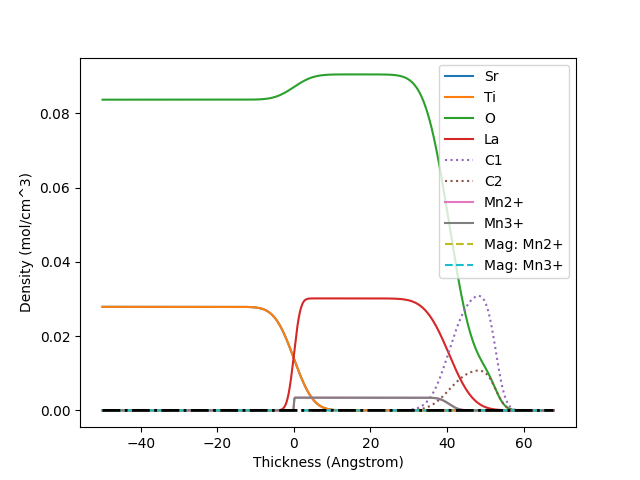 Sr
Ti
O
La
C1
C2
Mn2+
Mn3+
Mag: Mn2+
Mag: Mn3+
0.08
0.06
0.04
0.02
0.00
Density (mol/cm^3)
−40 −20 0 20 40 60
Thickness (Angstrom)